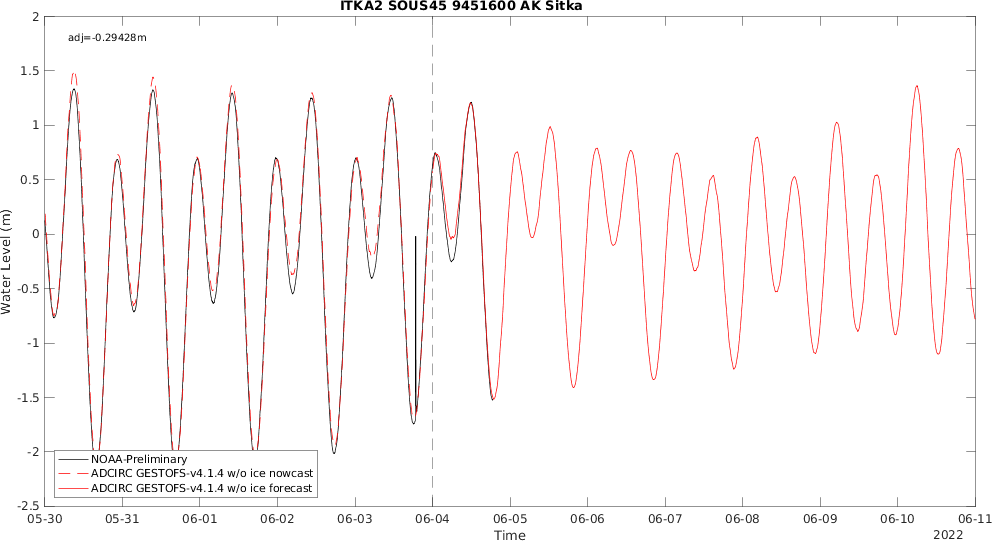 ITKA2 SOUS45 9451600 AK Sitka
adj=-0.29428m
2
1.5
1
0.5
0
-0.5
-1
-1.5
-2
-2.5
Water Level (m)
NOAA-Preliminary
ADCIRC GESTOFS-v4.1.4 w/o ice nowcast
ADCIRC GESTOFS-v4.1.4 w/o ice forecast
05-30 05-31 06-01 06-02 06-03 06-04 06-05 06-06 06-07 06-08 06-09 06-10 06-11
Time
2022